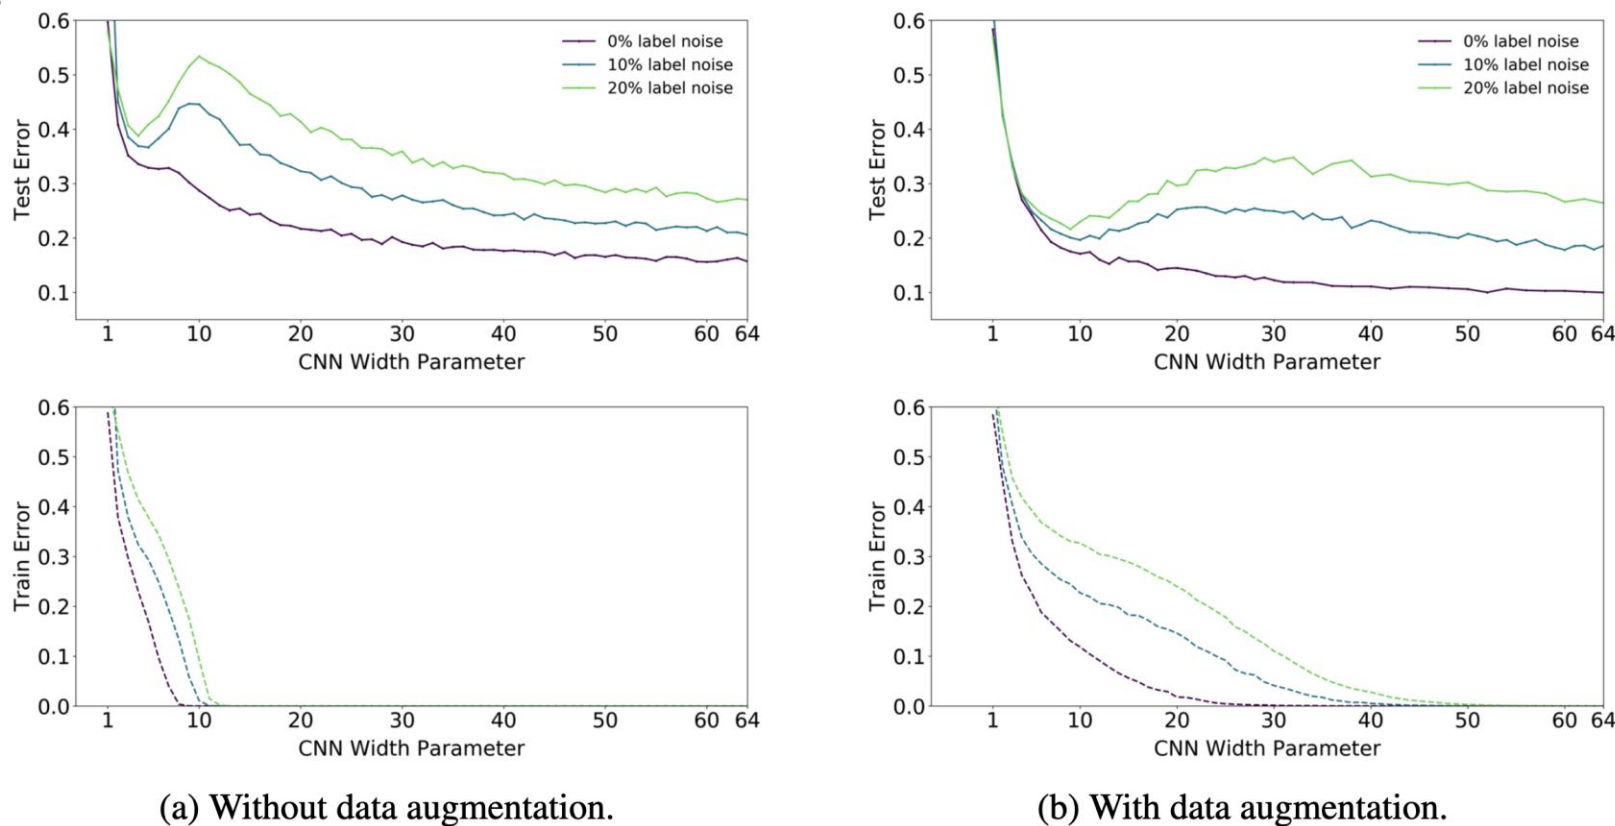 0.6
0.5
0.4
0.3
0.2
0.1
Test Error
0% label noise
10% label noise
20% label noise
1 10 20 30 40 50 60 64
CNN Width Parameter
0.6
0.5
0.4
0.3
0.2
0.1
0.0
Train Error
1 10 20 30 40 50 60 64
CNN Width Parameter
(a) Without data augmentation.
0.6
0.5
0.4
0.3
0.2
0.1
Test Error
0% label noise
10% label noise
20% label noise
1 10 20 30 40 50 60 64
CNN Width Parameter
0.6
0.5
0.4
0.3
0.2
0.1
0.0
Train Error
1 10 20 30 40 50 60 64
CNN Width Parameter
(b) With data augmentation.